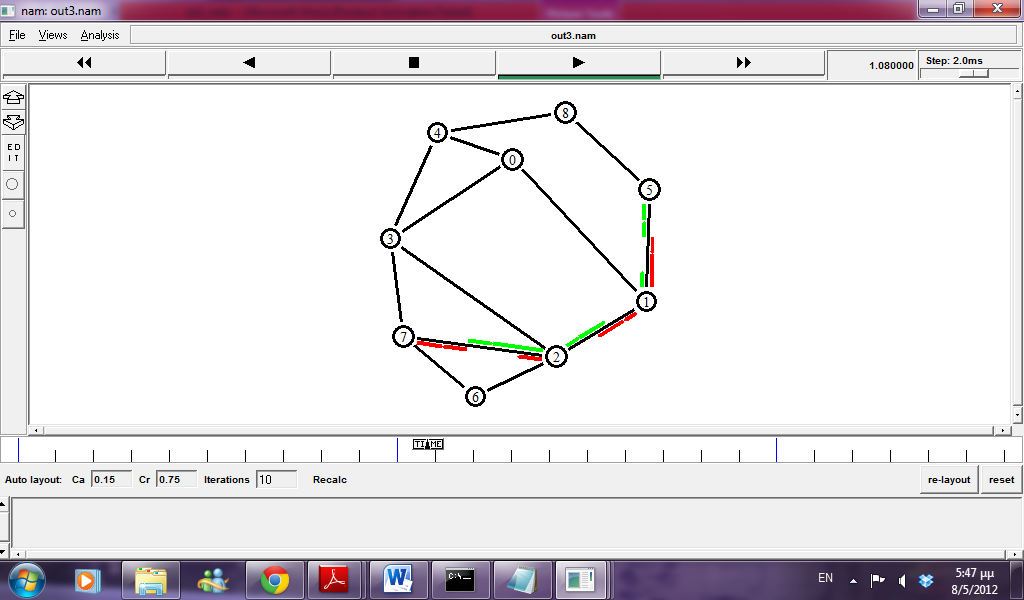 nam: out3.nam
File Views Analysis out3.nam
1.080000 Step: 2.0ms
E D
I T
8
4
0
5
3
1
7
2
6
TIME
Auto layout: Ca 0.15 Cr 0.75 Iterations 10 Recalc re-layout reset
W
C:\
EN
5:47 μμ
8/5/2012